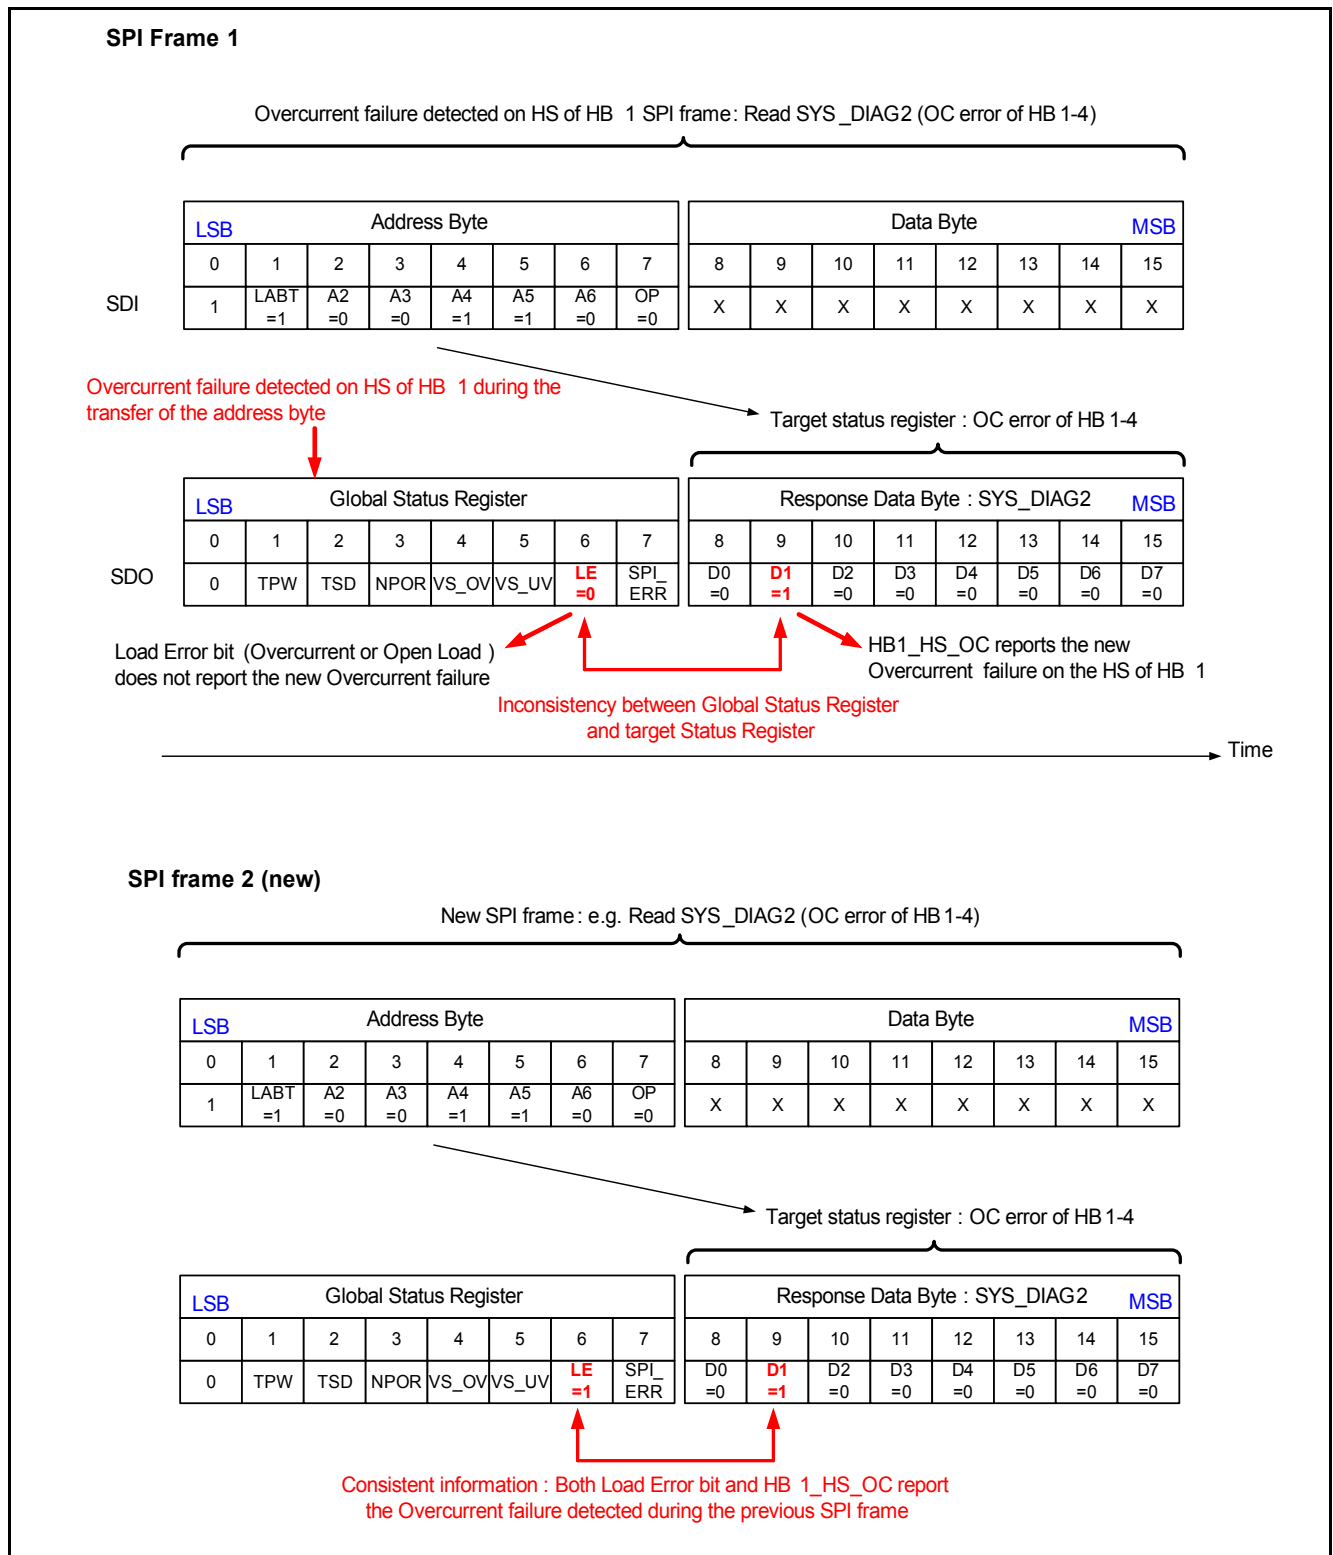 SPI Frame 1
Overcurrent failure detected on HS of HB 1 SPI frame: Read SYS_DIAG2 (OC error of HB 1-4)
LSB Address Byte Data Byte MSB
0 1 2 3 4 5 6 7 8 9 10 11 12 13 14 15
SDI 1 LABT =1 A2 =0 A3 =0 A4 =1 A5 =1 A6 =0 OP =0 X X X X X X X X
Overcurrent failure detected on HS of HB 1 during the
transfer of the address byte
Target status register : OC error of HB 1-4
LSB Global Status Register Response Data Byte : SYS_DIAG2 MSB
0 1 2 3 4 5 6 7 8 9 10 11 12 13 14 15
SDO 0 TPW TSD NPOR VS_OV VS_UV LE =0 SPI_ ERR D0 =0 D1 =1 D2 =0 D3 =0 D4 =0 D5 =0 D6 =0 D7 =0
Load Error bit (Overcurrent or Open Load )
does not report the new Overcurrent failure
HB1_HS_OC reports the new
Overcurrent failure on the HS of HB 1
Inconsistency between Global Status Register
and target Status Register
Time
SPI frame 2 (new)
New SPI frame : e.g. Read SYS_DIAG2 (OC error of HB 1-4)
LSB Address Byte Data Byte MSB
0 1 2 3 4 5 6 7 8 9 10 11 12 13 14 15
1 LABT =1 A2 =0 A3 =0 A4 =1 A5 =1 A6 =0 OP =0 X X X X X X X X
Target status register : OC error of HB 1-4
LSB Global Status Register Response Data Byte : SYS_DIAG2 MSB
0 1 2 3 4 5 6 7 8 9 10 11 12 13 14 15
0 TPW TSD NPOR VS_OV VS_UV LE =1 SPI_ ERR D0 =0 D1 =1 D2 =0 D3 =0 D4 =0 D5 =0 D6 =0 D7 =0
Consistent information : Both Load Error bit and HB 1_HS_OC report
the Overcurrent failure detected during the previous SPI frame